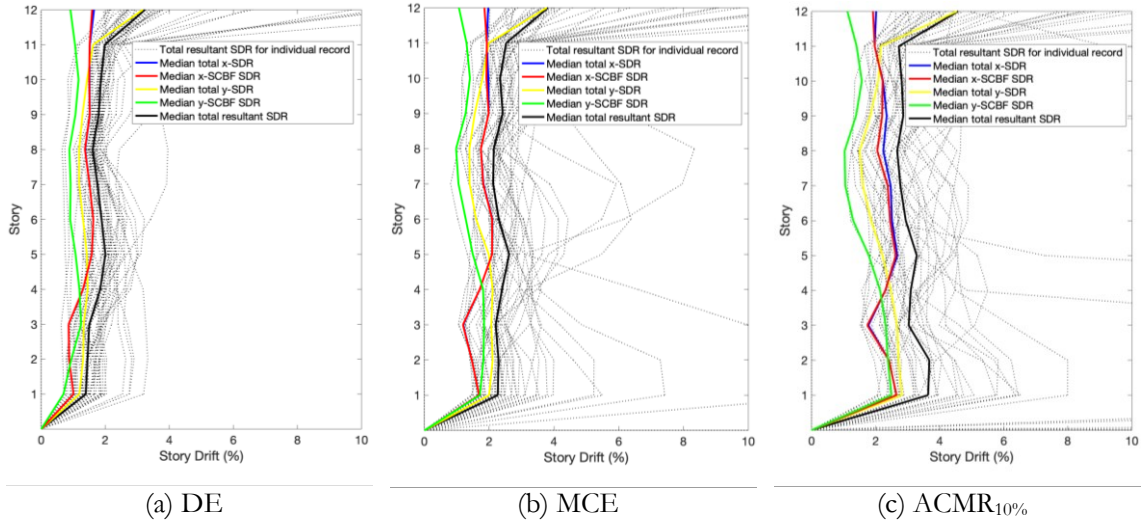 12
11
10
9
8
7
6
5
4
3
2
1
Story
0 2 4 6 8 10
Story Drift (%)
Total resultant SDR for individual record
Median total x-SDR
Median x-SCBF SDR
Median total y-SDR
Median y-SCBF SDR
Median total resultant SDR
(a) DE
12
11
10
9
8
7
6
5
4
3
2
1
Story
0 2 4 6 8 10
Story Drift (%)
Total resultant SDR for individual record
Median total x-SDR
Median x-SCBF SDR
Median total y-SDR
Median y-SCBF SDR
Median total resultant SDR
(b) MCE
12
11
10
9
8
7
6
5
4
3
2
1
Story
0 2 4 6 8 10
Story Drift (%)
Total resultant SDR for individual record
Median total x-SDR
Median x-SCBF SDR
Median total y-SDR
Median y-SCBF SDR
Median total resultant SDR
(c) ACMR10%